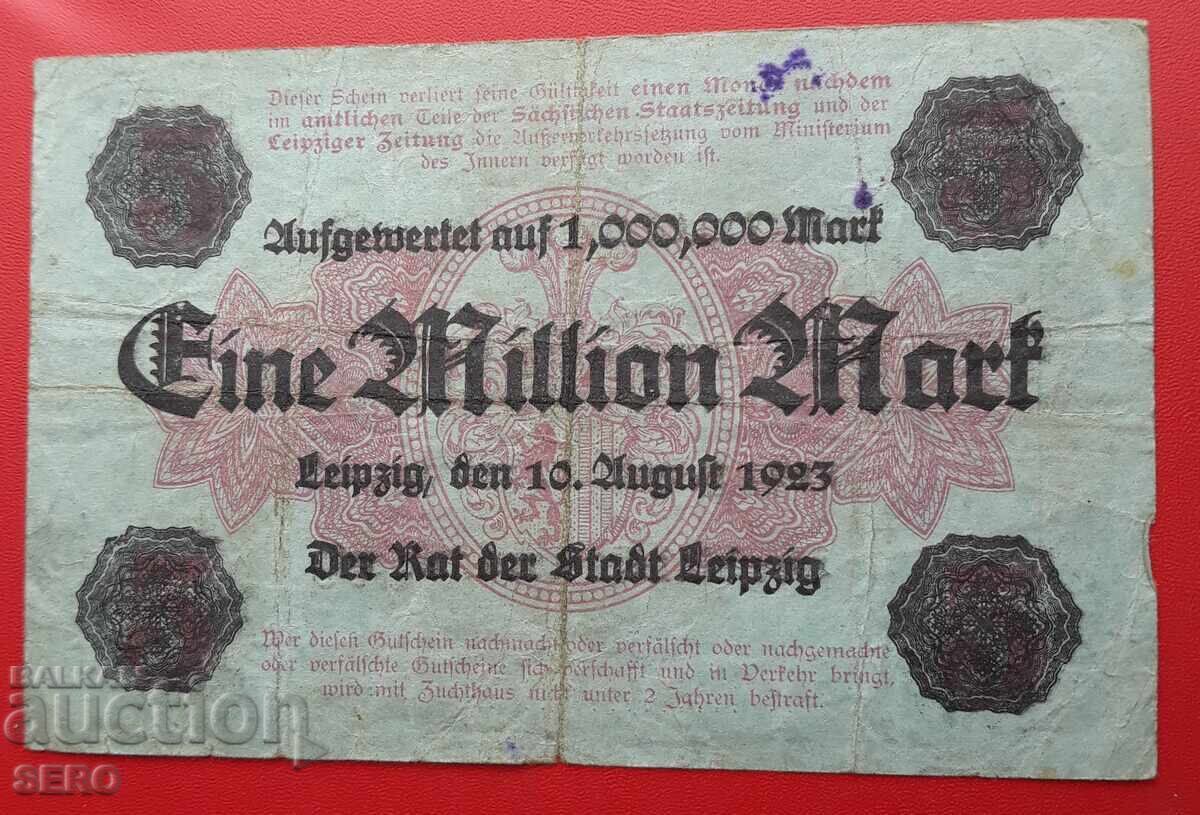 Dieser Schein verliert seine Gültigkeit einen Monat nachdem
im amtlichen Teile der Sächsischen Staatszeitung und der
Leipziger Zeitung die Außerverkehrssetzung vom Ministerium
des Innern verfügt worden ist.
Aufgewertet auf 1,000,000 Mark
Eine Million Mark
Leipzig, den 10. August 1923
Der Rat der Stadt Leipzig
Wer diesen Gutschein nachmacht oder verfälscht oder nachgemachte
oder verfälschte Gutscheine sich verschafft und in Verkehr bringt,
wird mit Zuchthaus nicht unter 2 Jahren bestraft.
BALKAN
auction
SERO